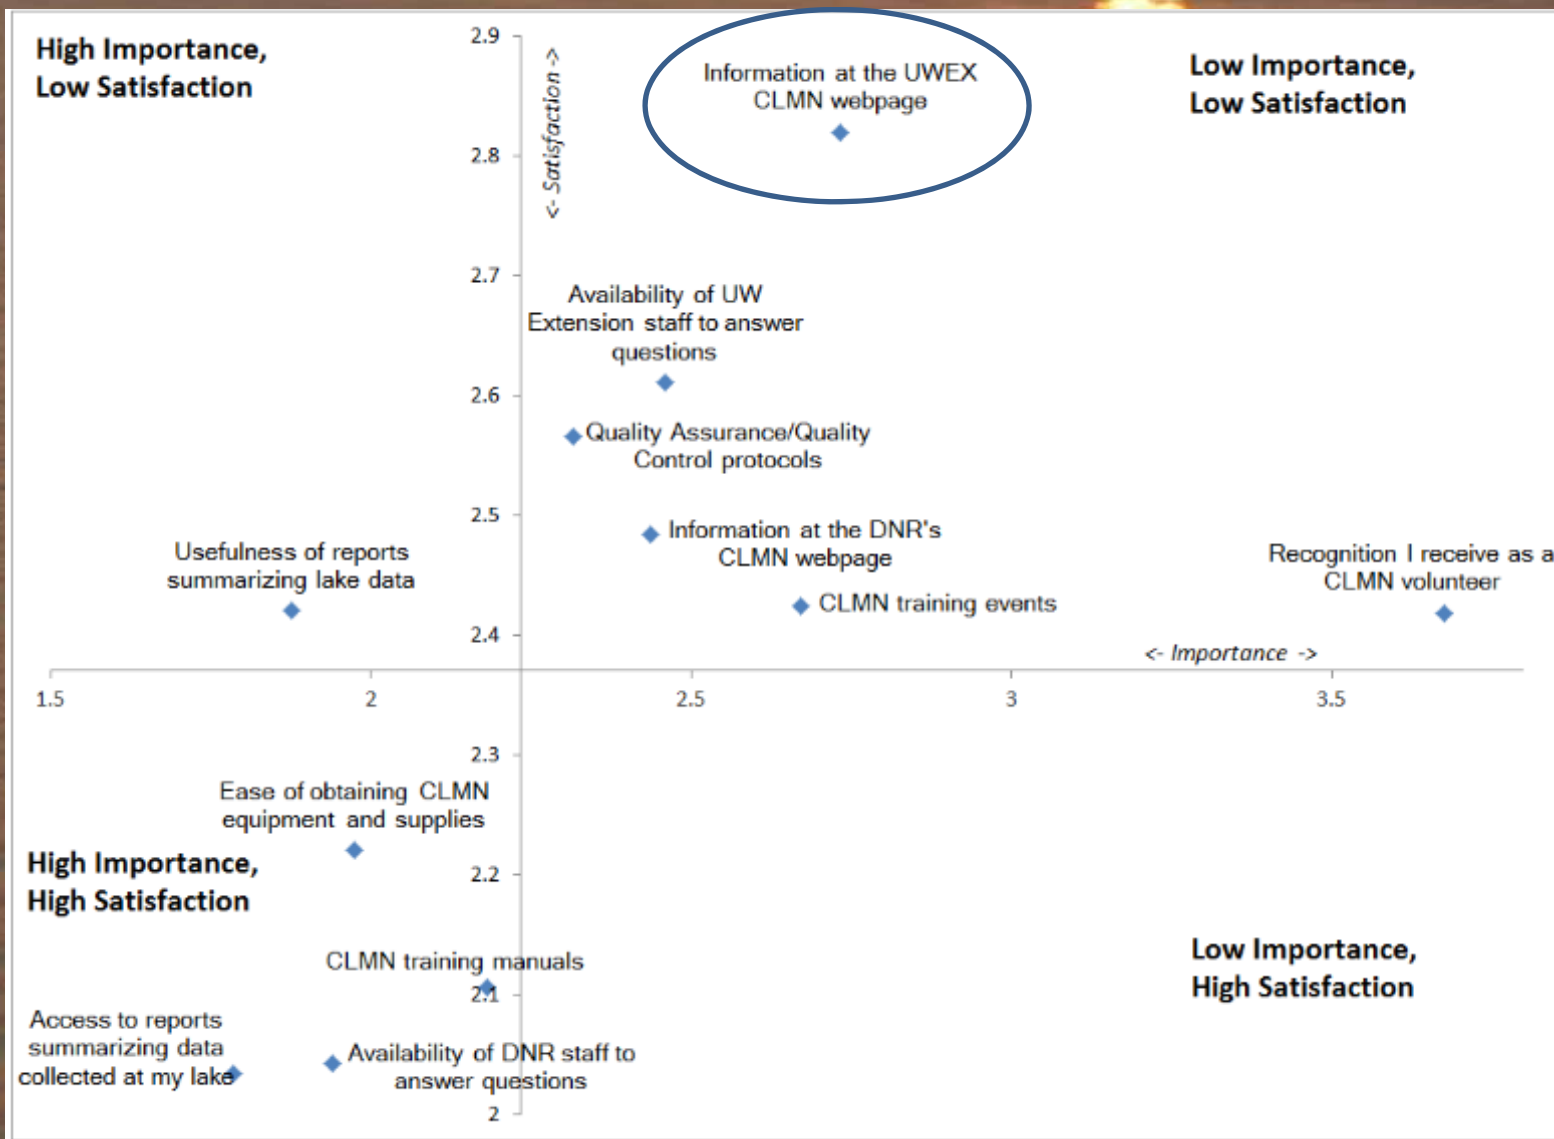 High Importance,
Low Satisfaction
2.9
<- Satisfaction ->
Information at the UWEX
CLMN webpage
Low Importance,
Low Satisfaction
2.8
2.7
Availability of UW
Extension staff to answer
questions
2.6
Quality Assurance/Quality
Control protocols
2.5
Information at the DNR's
CLMN webpage
Usefulness of reports
summarizing lake data
Recognition I receive as a
CLMN volunteer
CLMN training events
2.4
<- Importance ->
1.5
2
2.5
3
3.5
2.3
Ease of obtaining CLMN
equipment and supplies
High Importance,
High Satisfaction
2.2
CLMN training manuals
2.1
Low Importance,
High Satisfaction
Access to reports
summarizing data
collected at my lake
Availability of DNR staff to
answer questions
2